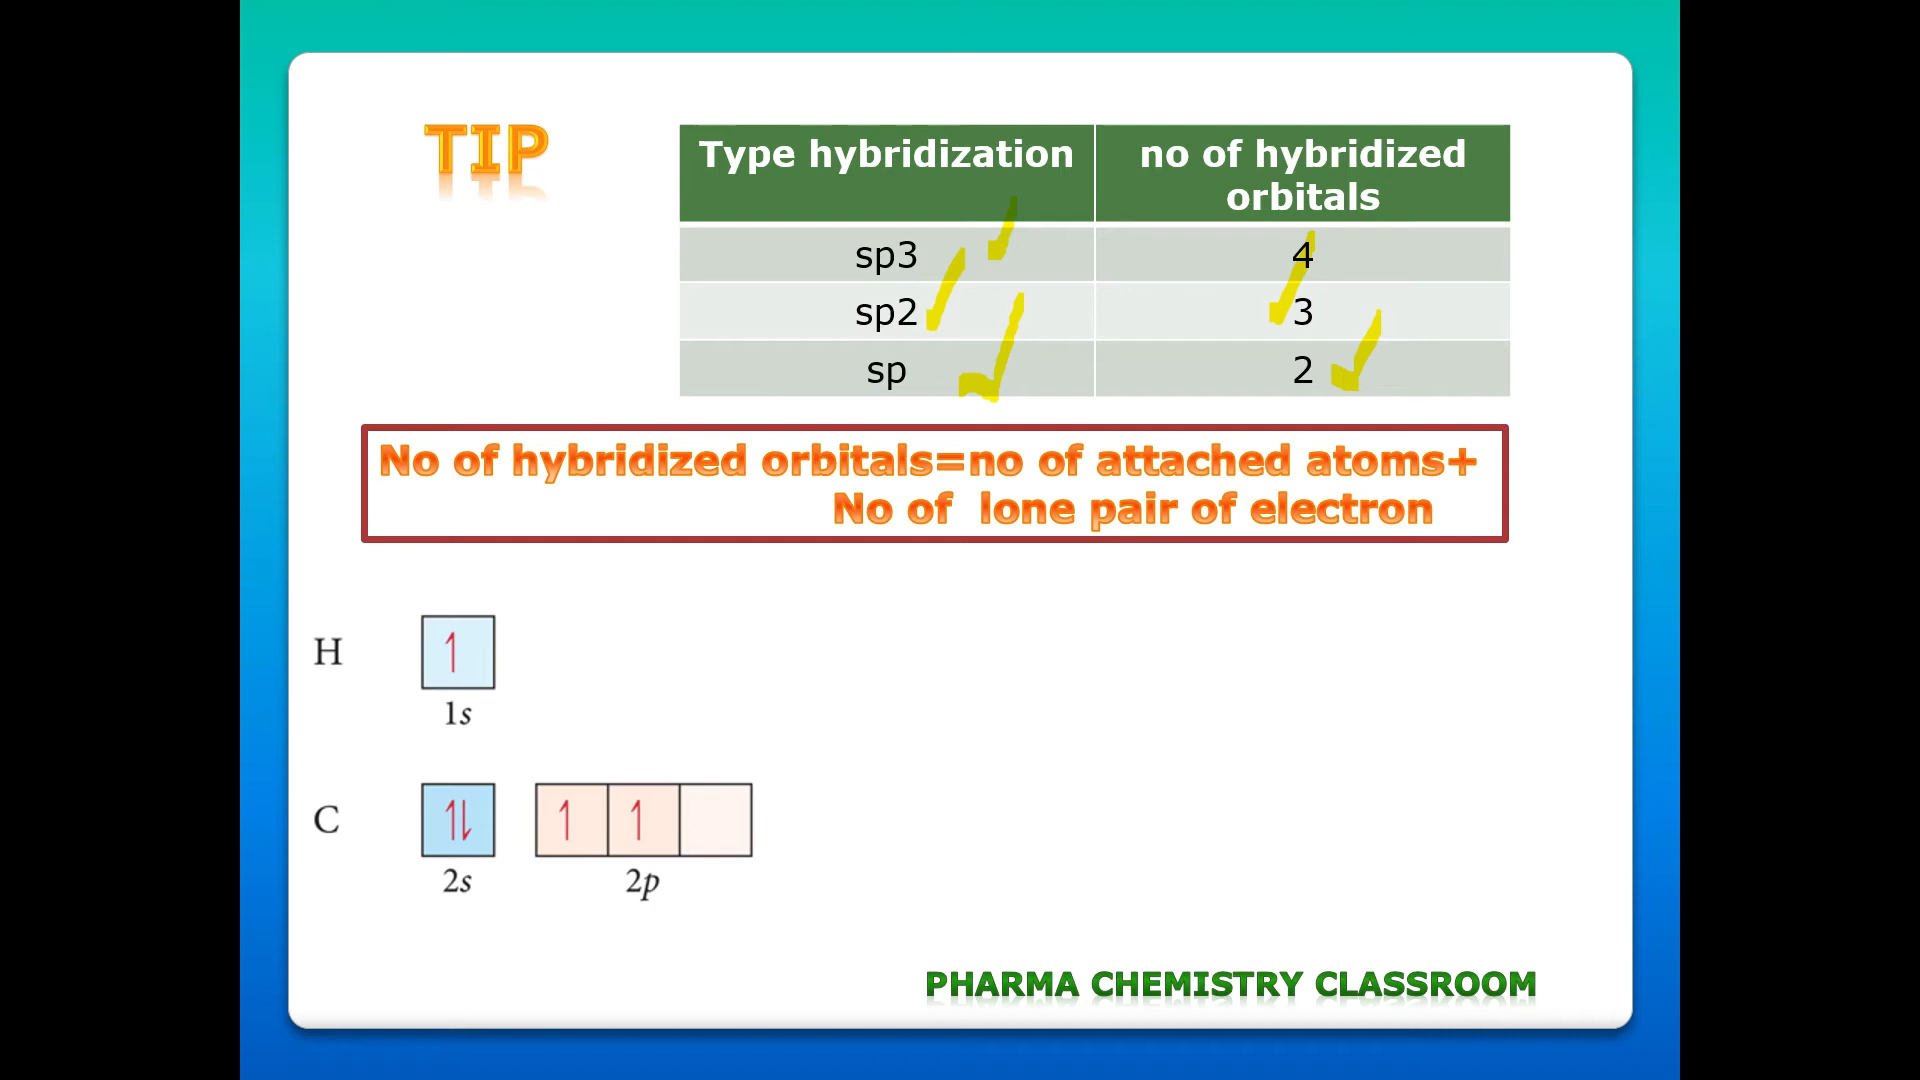 TIP
Type hybridization no of hybridized
orbitals
sp3 4
sp2 3
sp 2
No of hybridized orbitals=no of attached atoms+
No of lone pair of electron
H
1s
C
2s 2p
PHARMA CHEMISTRY CLASSROOM